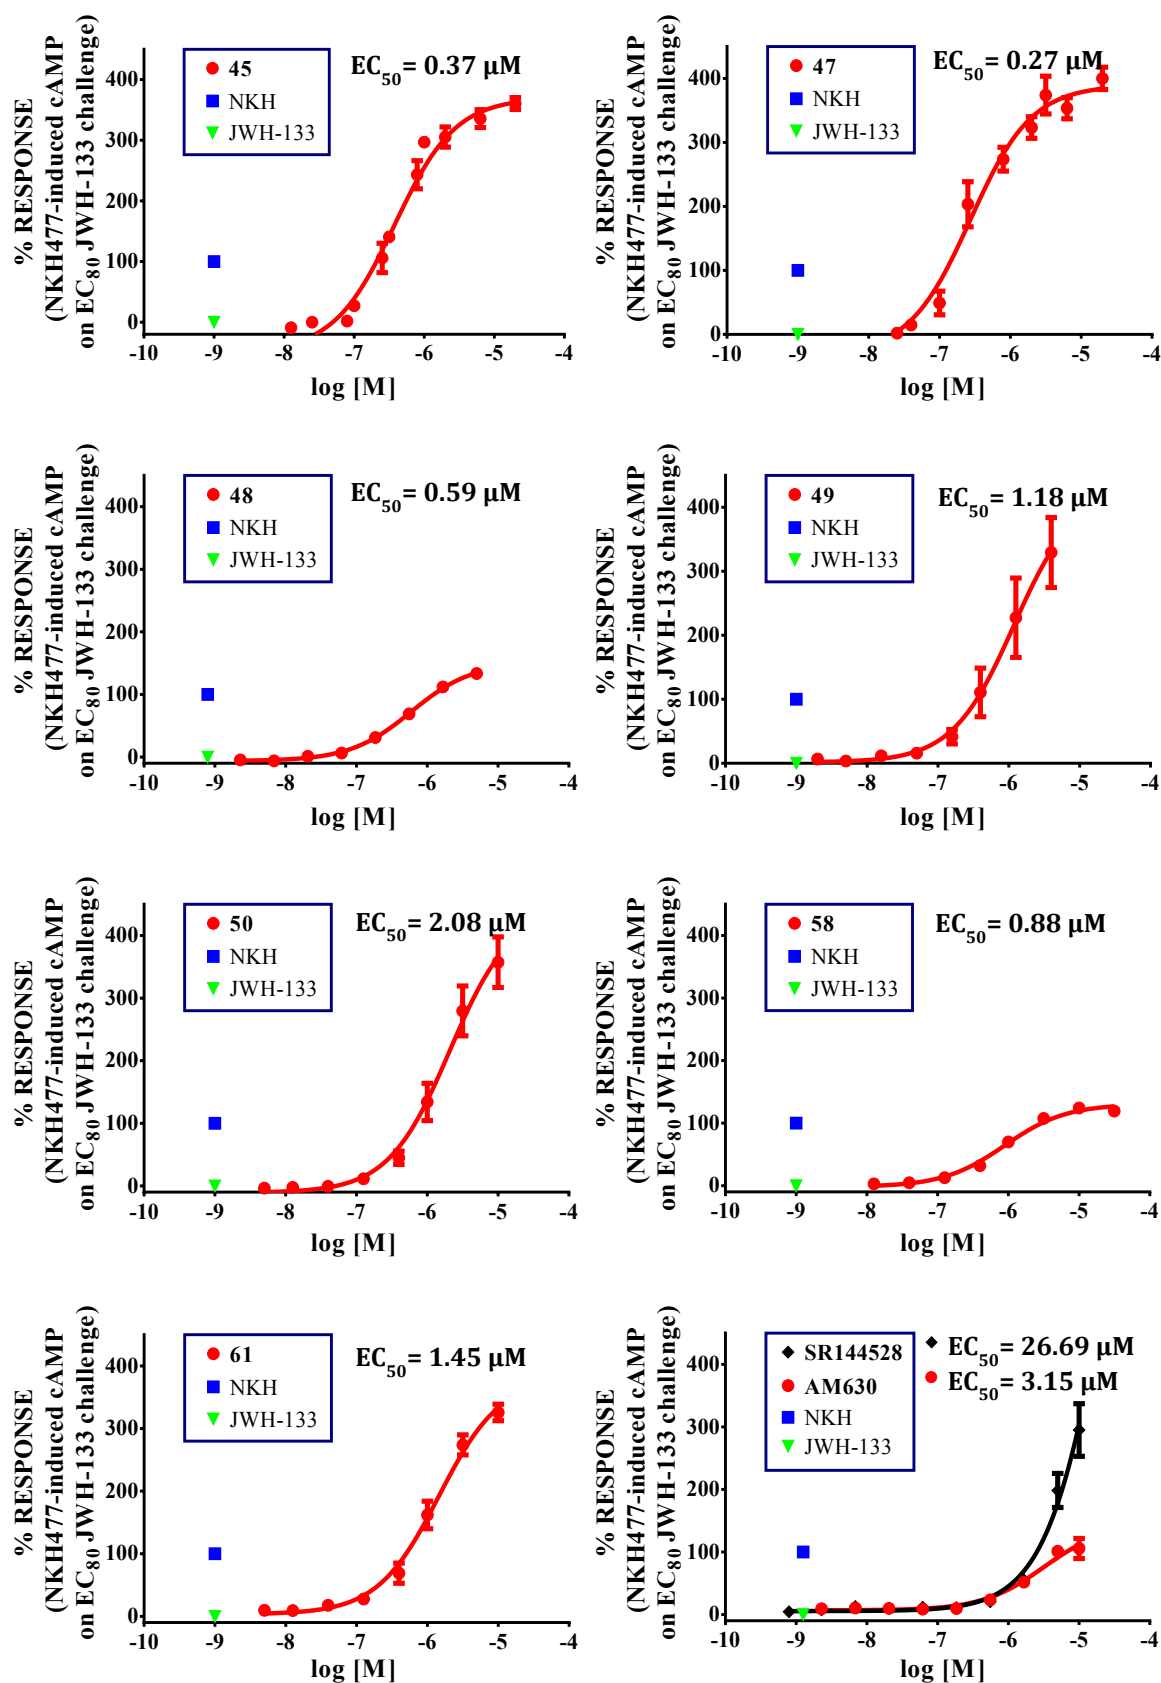 % RESPONSE
(NKH477-induced cAMP
on EC80 JWH-133 challenge)
400
300
200
100
0
45
NKH
JWH-133
EC50= 0.37 µM
-10 -9 -8 -7 -6 -5 -4
log [M]
% RESPONSE
(NKH477-induced cAMP
on EC80 JWH-133 challenge)
400
300
200
100
0
47
NKH
JWH-133
EC50= 0.27 µM
-10 -9 -8 -7 -6 -5 -4
log [M]
% RESPONSE
(NKH477-induced cAMP
on EC80 JWH-133 challenge)
400
300
200
100
0
48
NKH
JWH-133
EC50= 0.59 µM
-10 -9 -8 -7 -6 -5 -4
log [M]
% RESPONSE
(NKH477-induced cAMP
on EC80 JWH-133 challenge)
400
300
200
100
0
49
NKH
JWH-133
EC50= 1.18 µM
-10 -9 -8 -7 -6 -5 -4
log [M]
% RESPONSE
(NKH477-induced cAMP
on EC80 JWH-133 challenge)
400
300
200
100
0
50
NKH
JWH-133
EC50= 2.08 µM
-10 -9 -8 -7 -6 -5 -4
log [M]
% RESPONSE
(NKH477-induced cAMP
on EC80 JWH-133 challenge)
400
300
200
100
0
58
NKH
JWH-133
EC50= 0.88 µM
-10 -9 -8 -7 -6 -5 -4
log [M]
% RESPONSE
(NKH477-induced cAMP
on EC80 JWH-133 challenge)
400
300
200
100
0
61
NKH
JWH-133
EC50= 1.45 µM
-10 -9 -8 -7 -6 -5 -4
log [M]
% RESPONSE
(NKH477-induced cAMP
on EC80 JWH-133 challenge)
400
300
200
100
0
SR144528
AM630
NKH
JWH-133
EC50= 26.69 µM
EC50= 3.15 µM
-10 -9 -8 -7 -6 -5 -4
log [M]